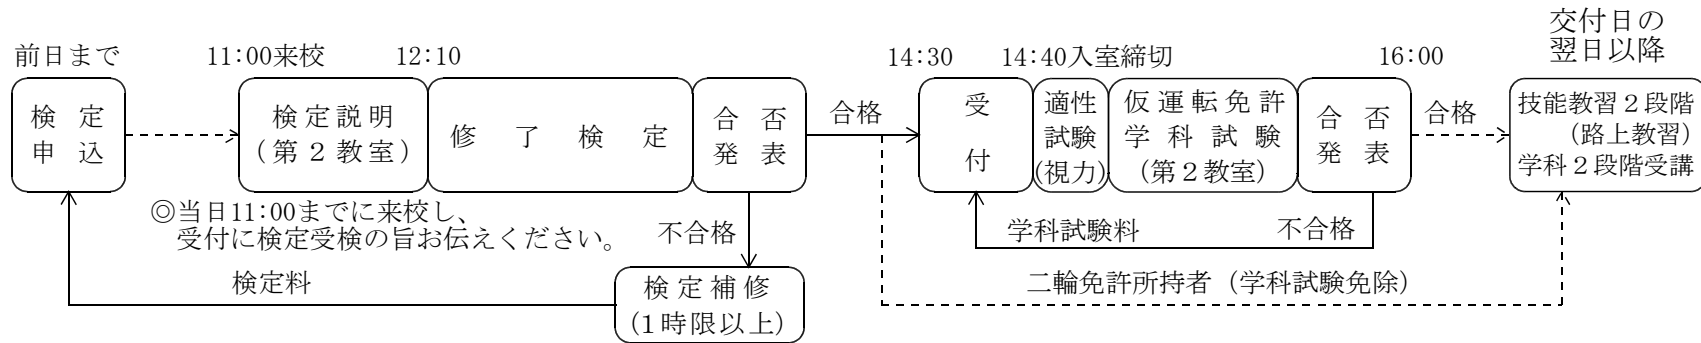 交付日の
翌日以降
前日まで
11:00来校
12:10
14:30
14:40入室締切
16:00
検定
申込
検定説明
(第２教室)
修了検定
合否
発表
合格
受
付
適性
試験
(視力)
仮運転免許
学科試験
(第２教室)
合否
発表
合格
技能教習２段階
(路上教習)
学科２段階受講
◎当日11:00までに来校し、
受付に検定受検の旨お伝えください。
不合格
学科試験料
不合格
検定料
検定補修
(１時限以上)
二輪免許所持者（学科試験免除）